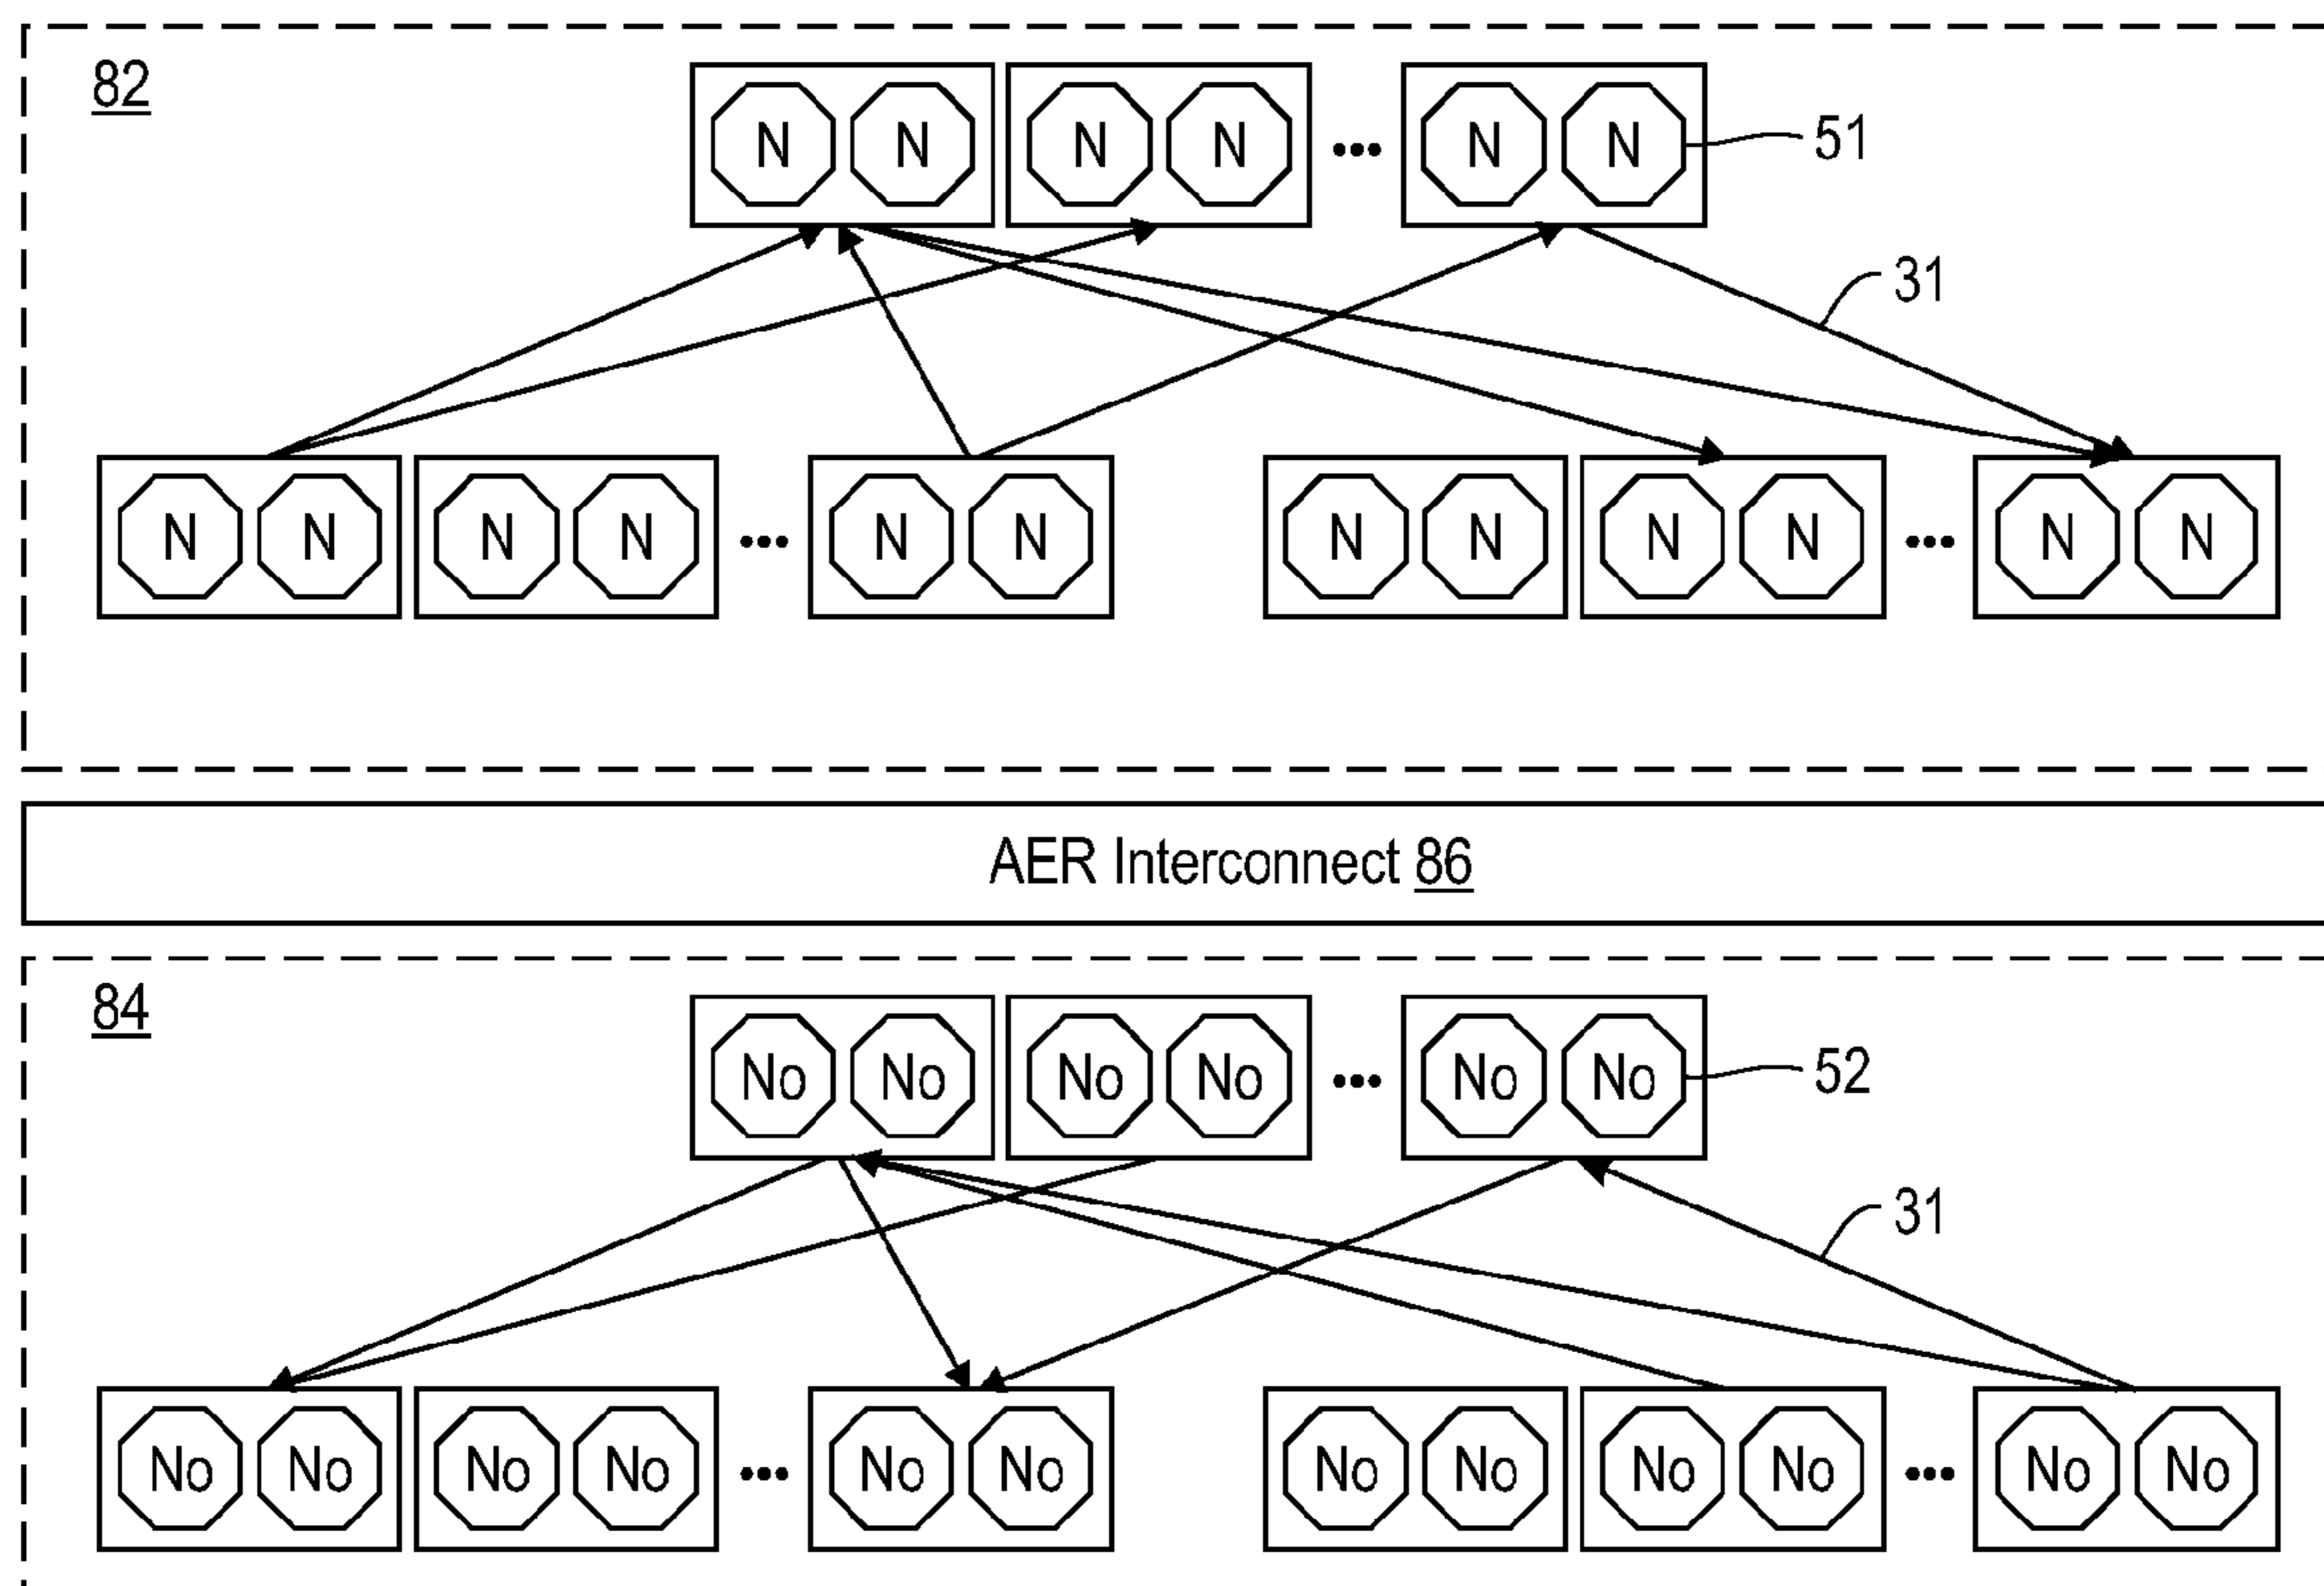 82
N N N N ••• N N 51
31
N N N N ••• N N N N N N ••• N N
AER Interconnect 86
84
No No No No ••• No No 52
31
No No No No ••• No No No No No No ••• No No